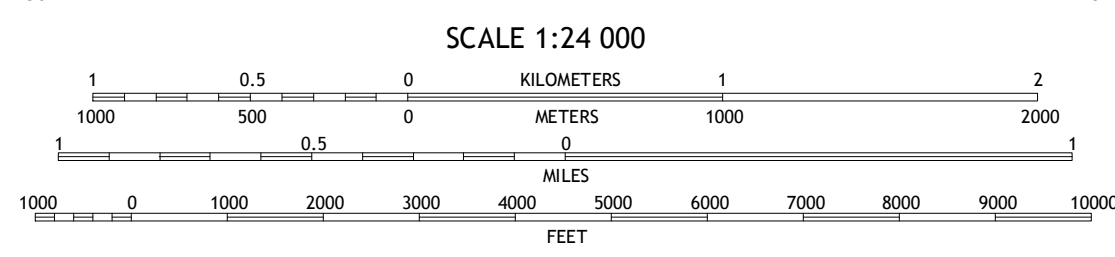 SCALE 1:24 000
1 0.5 0 KILOMETERS 1 2
1000 500 0 METERS 1000 2000
1 0.5 0 1
MILES
1000 0 1000 2000 3000 4000 5000 6000 7000 8000 9000 10000
FEET